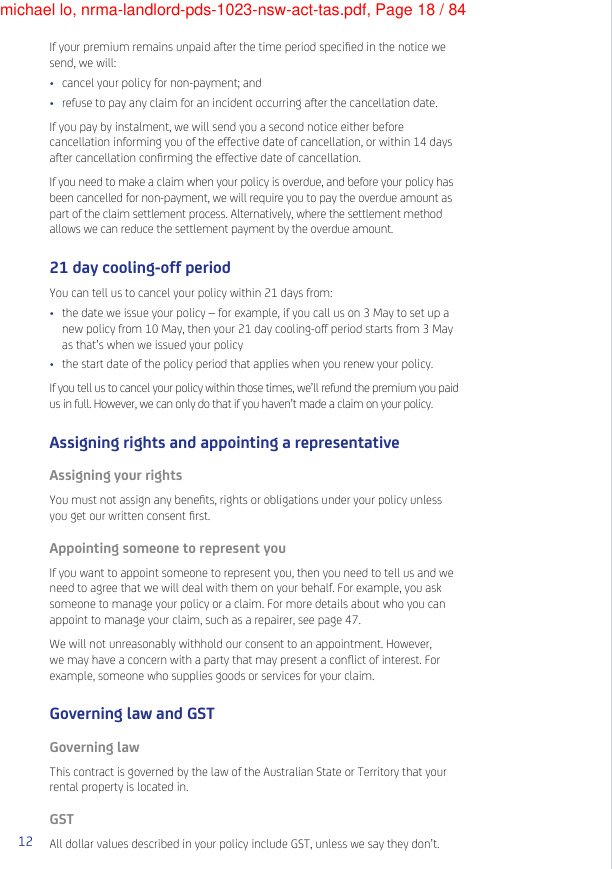 michael lo, nrma-landlord-pds-1023-nsw-act-tas.pdf, Page 18 / 84
If your premium remains unpaid after the time period specified in the notice we
send, we will:
• cancel your policy for non-payment; and
• refuse to pay any claim for an incident occurring after the cancellation date.
If you pay by instalment, we will send you a second notice either before
cancellation informing you of the effective date of cancellation, or within 14 days
after cancellation confirming the effective date of cancellation.
If you need to make a claim when your policy is overdue, and before your policy has
been cancelled for non-payment, we will require you to pay the overdue amount as
part of the claim settlement process. Alternatively, where the settlement method
allows we can reduce the settlement payment by the overdue amount.
21 day cooling-off period
You can tell us to cancel your policy within 21 days from:
• the date we issue your policy – for example, if you call us on 3 May to set up a
new policy from 10 May, then your 21 day cooling-off period starts from 3 May
as that's when we issued your policy
• the start date of the policy period that applies when you renew your policy.
If you tell us to cancel your policy within those times, we'll refund the premium you paid
us in full. However, we can only do that if you haven't made a claim on your policy.
Assigning rights and appointing a representative
Assigning your rights
You must not assign any benefits, rights or obligations under your policy unless
you get our written consent first.
Appointing someone to represent you
If you want to appoint someone to represent you, then you need to tell us and we
need to agree that we will deal with them on your behalf. For example, you ask
someone to manage your policy or a claim. For more details about who you can
appoint to manage your claim, such as a repairer, see page 47.
We will not unreasonably withhold our consent to an appointment. However,
we may have a concern with a party that may present a conflict of interest. For
example, someone who supplies goods or services for your claim.
Governing law and GST
Governing law
This contract is governed by the law of the Australian State or Territory that your
rental property is located in.
GST
12 All dollar values described in your policy include GST, unless we say they don't.